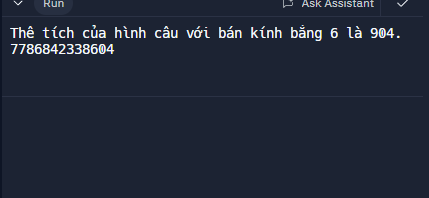 Run
Ask Assistant
Thể tích của hình cầu với bán kính bằng 6 là 904.
7786842338604